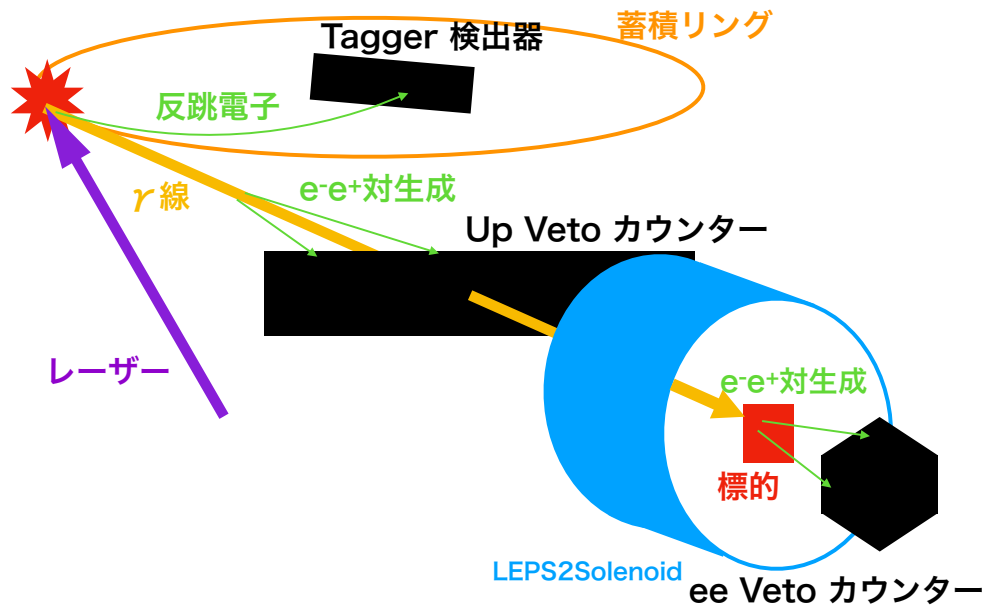 蓄積リング
Tagger 検出器
反跳電子
γ線
e-e+対生成
Up Veto カウンター
レーザー
e-e+対生成
標的
LEPS2Solenoid
ee Veto カウンター